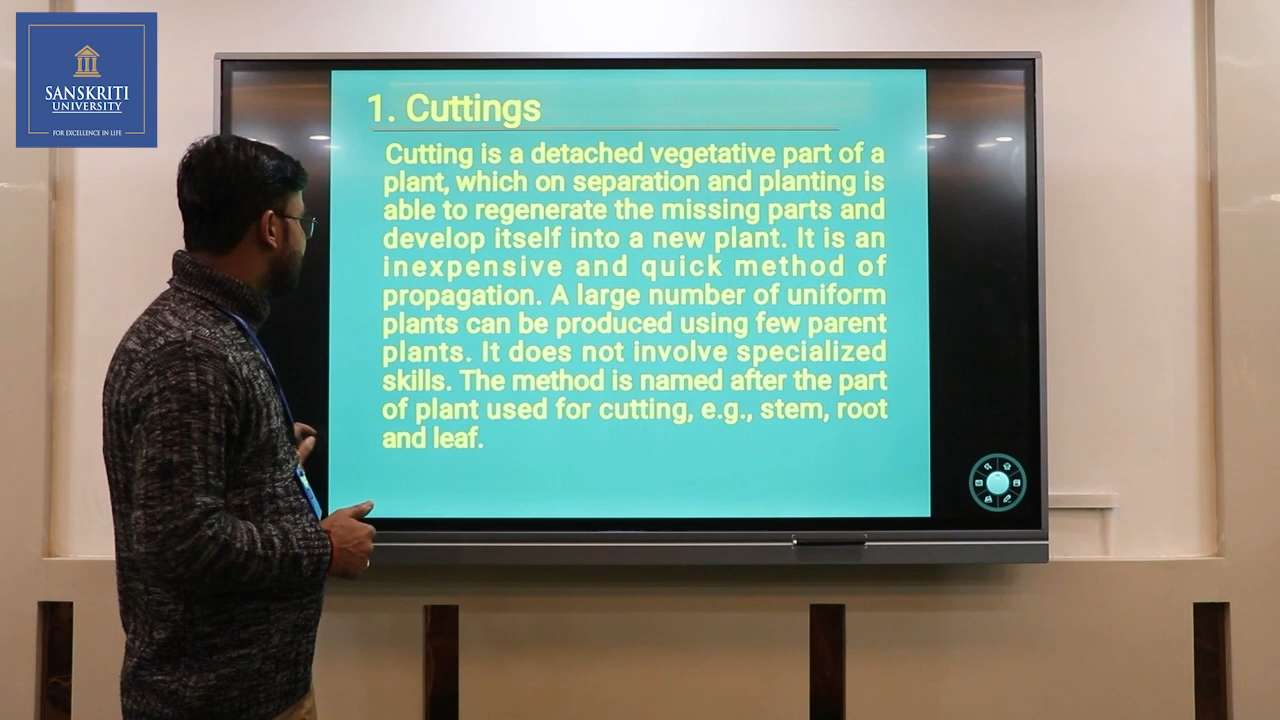 SANSKRITI
UNIVERSITY
FOR EXCELLENCE IN LIFE
1. Cuttings
Cutting is a detached vegetative part of a
plant, which on separation and planting is
able to regenerate the missing parts and
develop itself into a new plant. It is an
inexpensive and quick method of
propagation. A large number of uniform
plants can be produced using few parent
plants. It does not involve specialized
skills. The method is named after the part
of plant used for cutting, e.g., stem, root
and leaf.